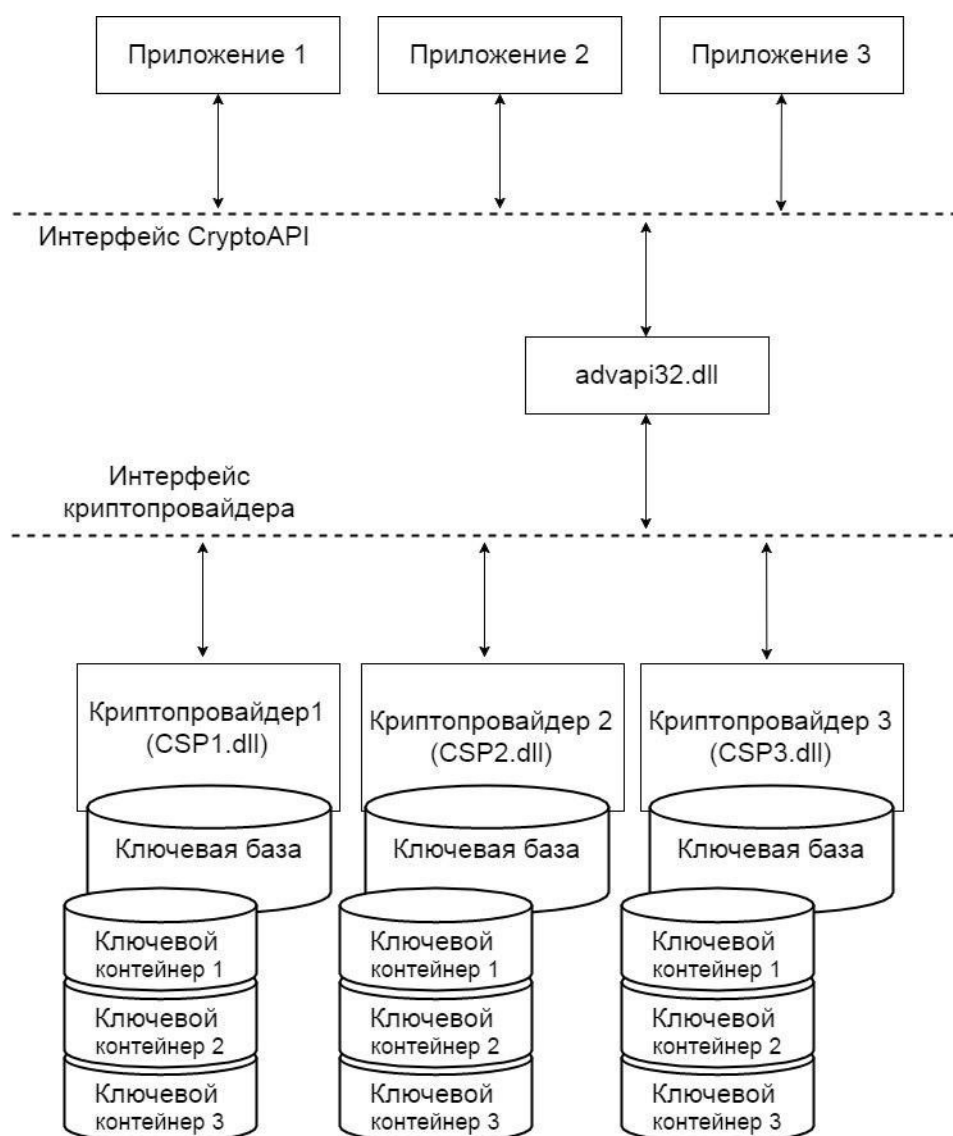 Приложение 1
Приложение 2
Приложение 3
Интерфейс CryptoAPI
advapi32.dll
Интерфейс
криптопровайдера
Криптопровайдер1
(CSP1.dll)
Криптопровайдер 2
(CSP2.dll)
Криптопровайдер 3
(CSP3.dll)
Ключевая база
Ключевая база
Ключевая база
Ключевой
контейнер 1
Ключевой
контейнер 1
Ключевой
контейнер 1
Ключевой
контейнер 2
Ключевой
контейнер 2
Ключевой
контейнер 2
Ключевой
контейнер 3
Ключевой
контейнер 3
Ключевой
контейнер 3